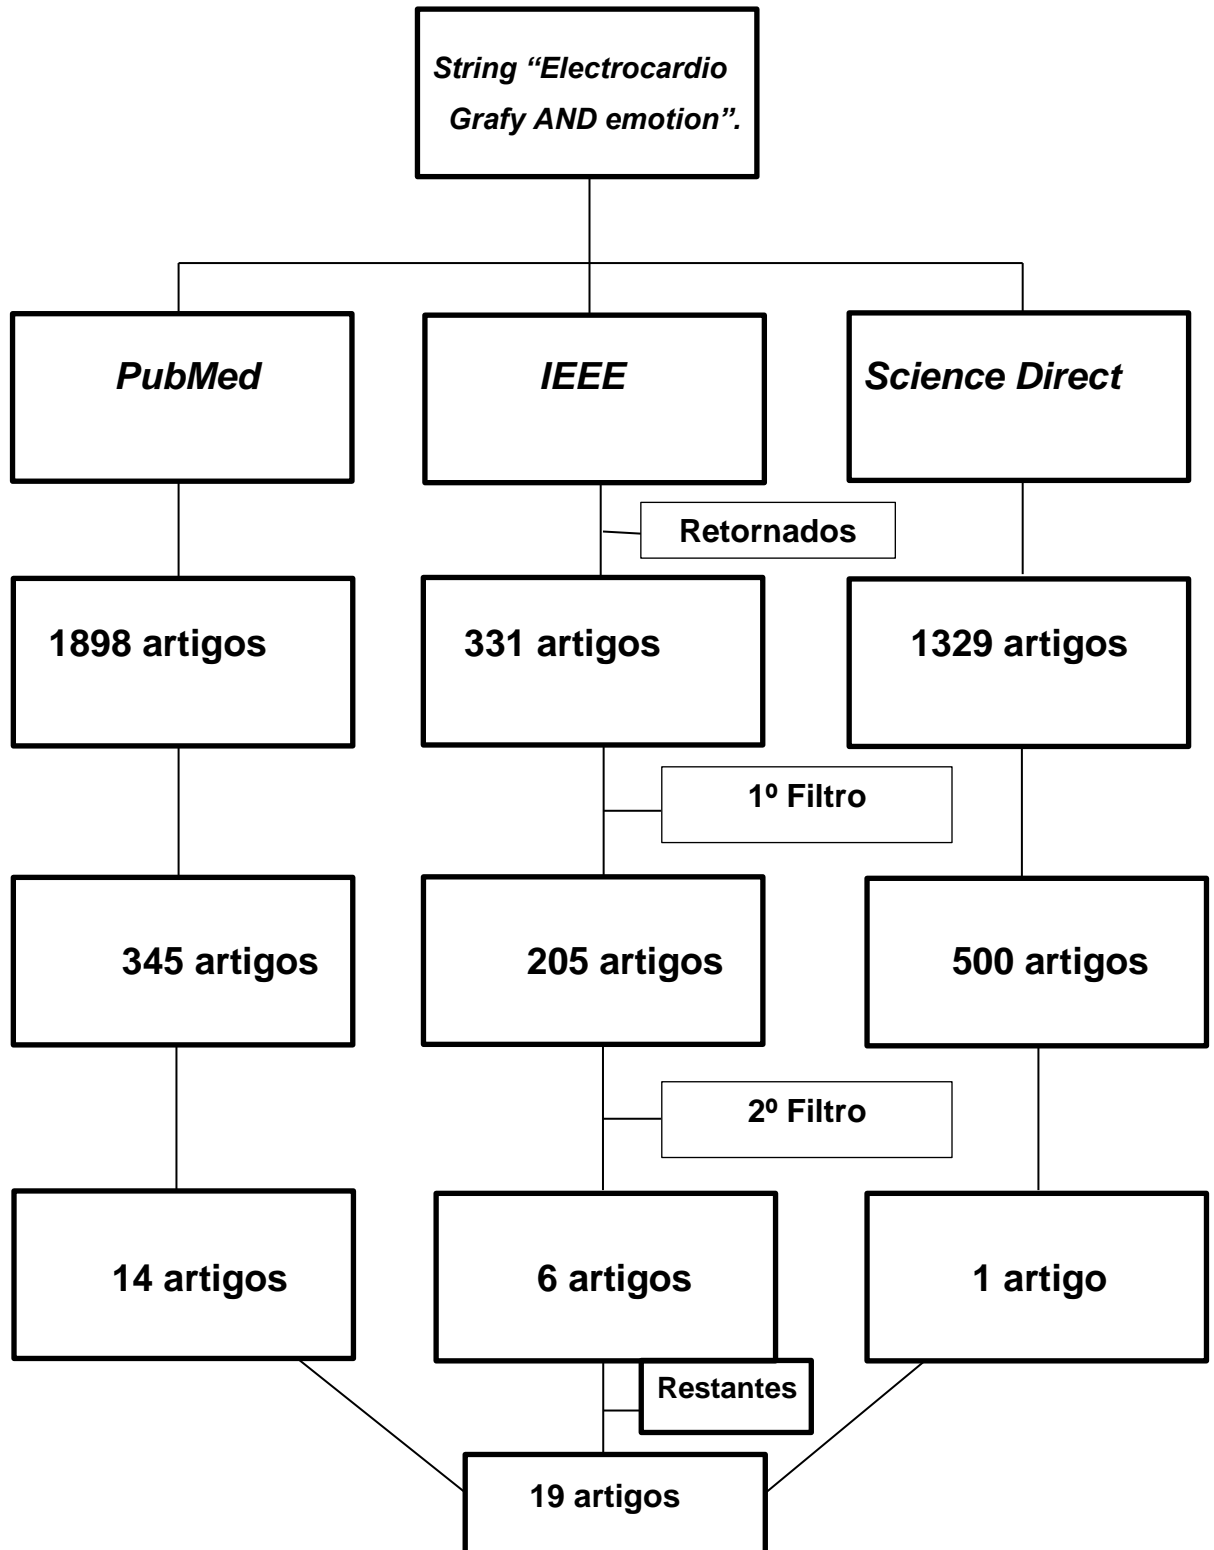 String “Electrocardio
Grafy AND emotion”.
PubMed
IEEE
Science Direct
Retornados
1898 artigos
331 artigos
1329 artigos
1º Filtro
345 artigos
205 artigos
500 artigos
2º Filtro
14 artigos
6 artigos
1 artigo
Restantes
19 artigos